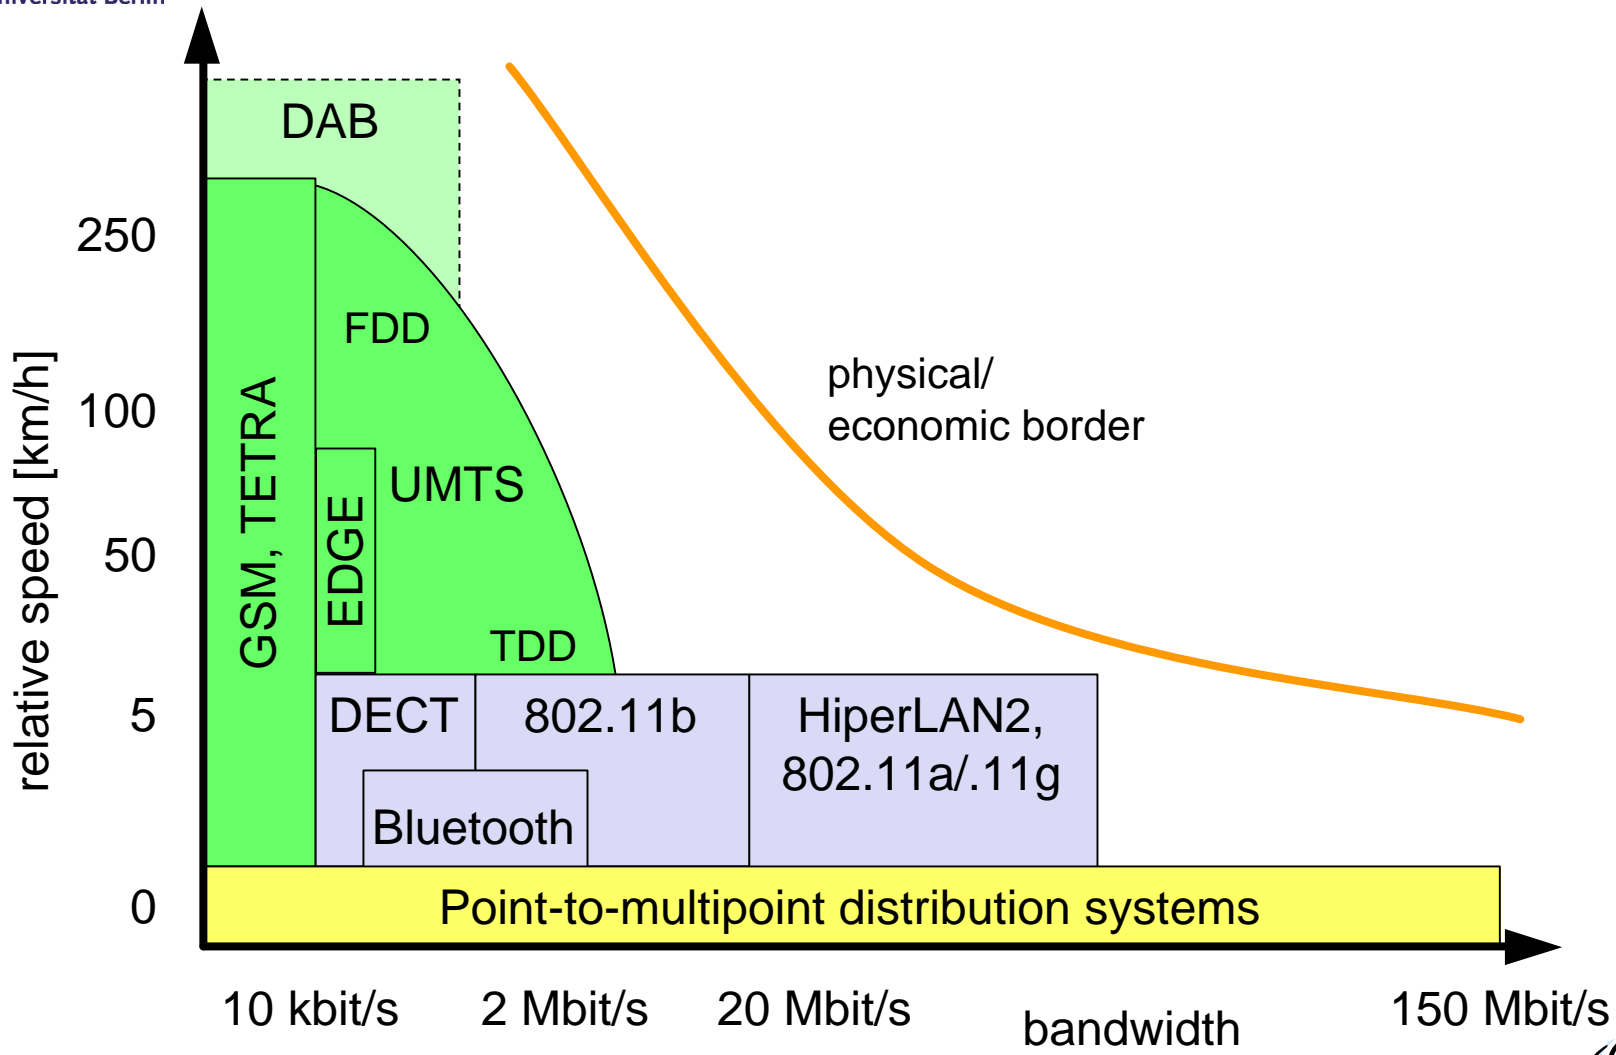 DAB
250
FDD
physical/
economic border
100
UMTS
GSM, TETRA
EDGE
50
relative speed [km/h]
TDD
5
DECT
802.11b
HiperLAN2,
802.11a/.11g
Bluetooth
0
Point-to-multipoint distribution systems
10 kbit/s
2 Mbit/s
20 Mbit/s
bandwidth
150 Mbit/s